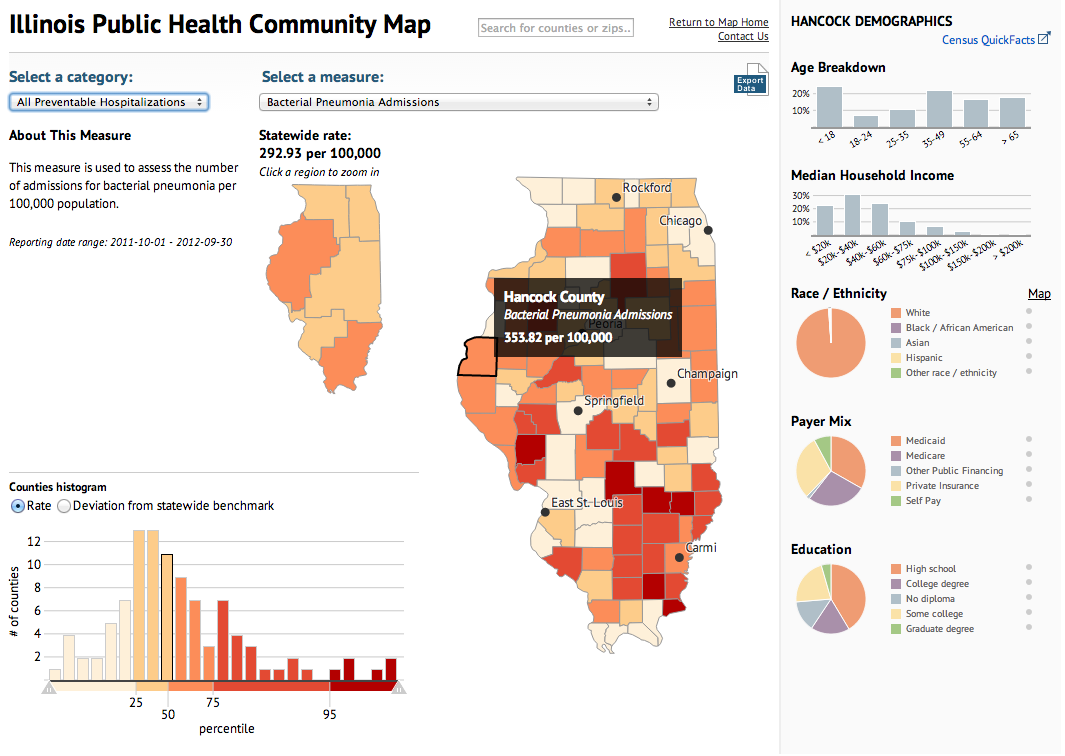 Illinois Public Health Community Map
Search for counties or zips..
Return to Map Home
Contact Us
Select a category:
All Preventable Hospitalizations
Select a measure:
Bacterial Pneumonia Admissions
Export
Data
About This Measure
This measure is used to assess the number
of admissions for bacterial pneumonia per
100,000 population.
Reporting date range: 2011-10-01 - 2012-09-30
Statewide rate:
292.93 per 100,000
Click a region to zoom in
Rockford
Chicago
Hancock County
Bacterial Pneumonia Admissions
Peoria
353.82 per 100,000
Champaign
Springfield
East St. Louis
Carmi
Counties histogram
Rate
Deviation from statewide benchmark
# of counties
12
10
8
6
4
2
25
50
75
95
percentile
HANCOCK DEMOGRAPHICS
Census QuickFacts
Age Breakdown
20%
10%
< 18
18-24
25-35
35-49
55-64
> 65
Median Household Income
30%
20%
10%
< $20k
$20k-$40k
$40k-$60k
$60k-$75k
$75k-$100k
$100k-$150k
$150k-$200k
> $200k
Race / Ethnicity
Map
White
Black / African American
Asian
Hispanic
Other race / ethnicity
Payer Mix
Medicaid
Medicare
Other Public Financing
Private Insurance
Self Pay
Education
High school
College degree
No diploma
Some college
Graduate degree